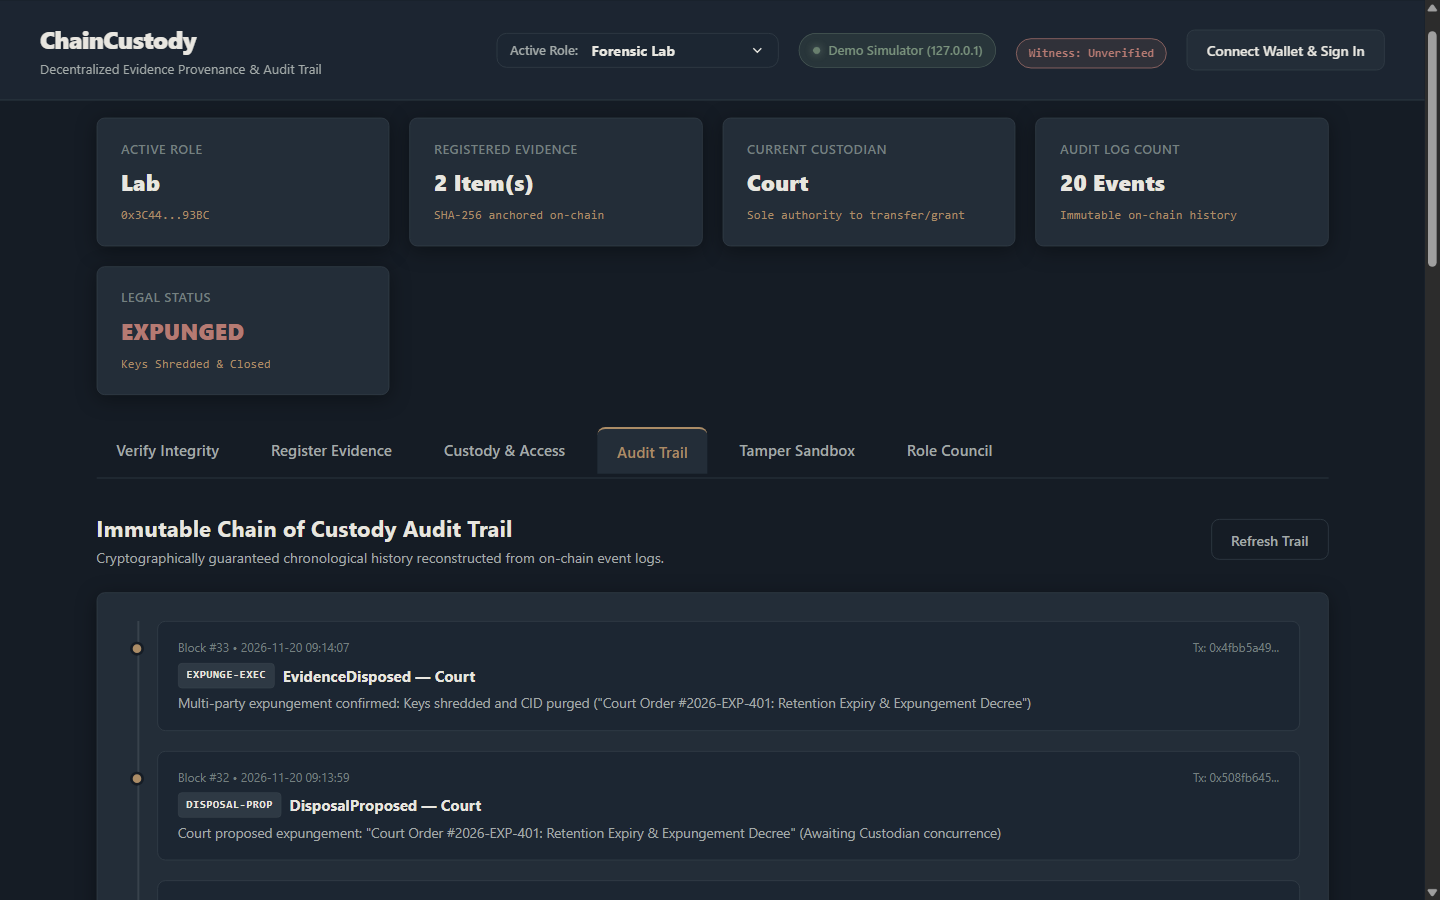 ChainCustody
Decentralized Evidence Provenance & Audit Trail
Active Role: Forensic Lab
Demo Simulator (127.0.0.1)
Witness: Unverified
Connect Wallet & Sign In
ACTIVE ROLE
Lab
0x3C44...93BC
REGISTERED EVIDENCE
2 Item(s)
SHA-256 anchored on-chain
CURRENT CUSTODIAN
Court
Sole authority to transfer/grant
AUDIT LOG COUNT
20 Events
Immutable on-chain history
LEGAL STATUS
EXPUNGED
Keys Shredded & Closed
Verify Integrity
Register Evidence
Custody & Access
Audit Trail
Tamper Sandbox
Role Council
Immutable Chain of Custody Audit Trail
Cryptographically guaranteed chronological history reconstructed from on-chain event logs.
Refresh Trail
Block #33 • 2026-11-20 09:14:07
Tx: 0x4fbb5a49...
EXPUNGE-EXEC EvidenceDisposed — Court
Multi-party expungement confirmed: Keys shredded and CID purged ("Court Order #2026-EXP-401: Retention Expiry & Expungement Decree")
Block #32 • 2026-11-20 09:13:59
Tx: 0x508fb645...
DISPOSAL-PROP DisposalProposed — Court
Court proposed expungement: "Court Order #2026-EXP-401: Retention Expiry & Expungement Decree" (Awaiting Custodian concurrence)